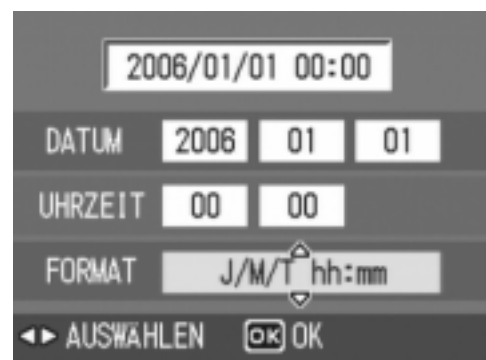 2006/01/01 00:00
DATUM 2006 01 01
UHRZEIT 00 00
FORMAT J/M/T hh:mm
AUSWÄHLEN OK OK